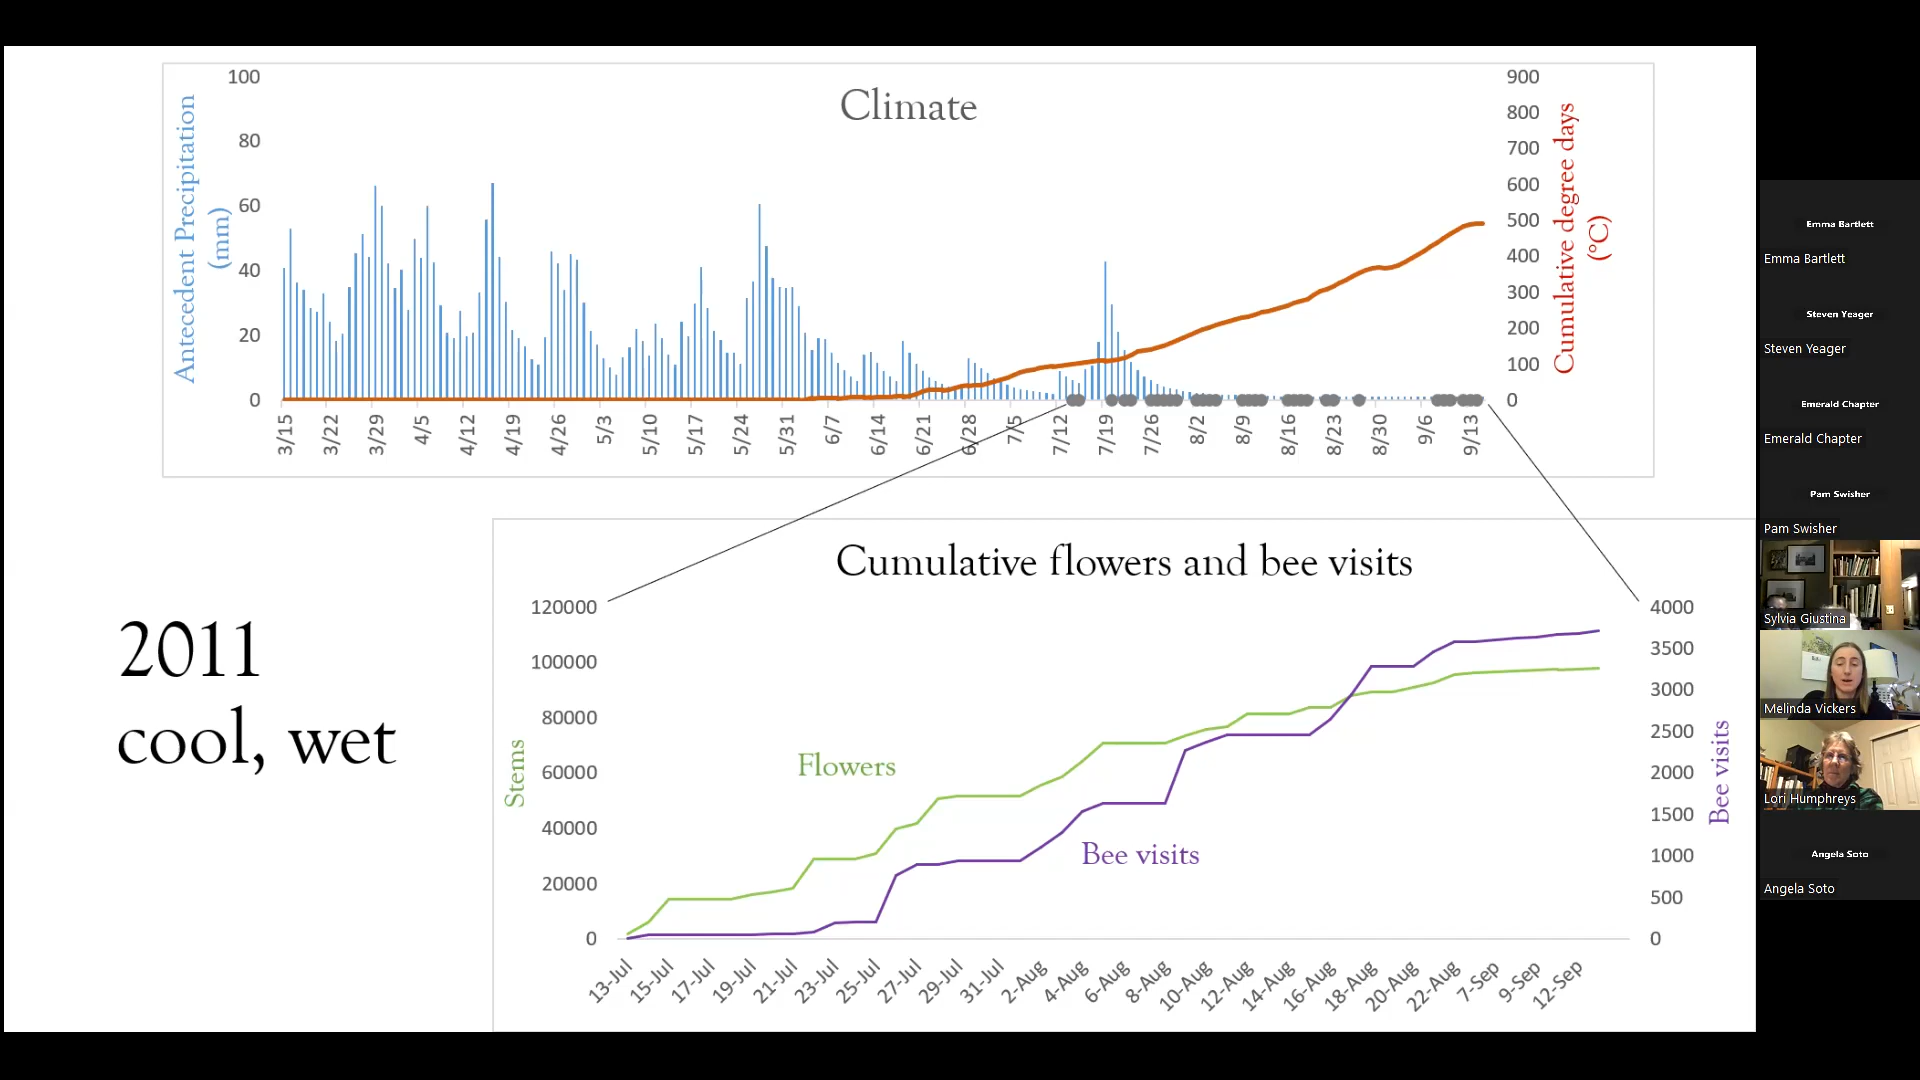 Climate
Antecedent Precipitation
(mm)
100
80
60
40
20
0
900
800
700
600
500
400
300
200
100
0
Cumulative degree days
(°C)
3/15
3/22
3/29
4/5
4/12
4/19
4/26
5/3
5/10
5/17
5/24
5/31
6/7
6/14
6/21
6/28
7/5
7/12
7/19
7/26
8/2
8/9
8/16
8/23
8/30
9/6
9/13
2011
cool, wet
Cumulative flowers and bee visits
Stems
120000
100000
80000
60000
40000
20000
0
Flowers
Bee visits
4000
3500
3000
2500
2000
1500
1000
500
0
Bee visits
13-Jul
15-Jul
17-Jul
19-Jul
21-Jul
23-Jul
25-Jul
27-Jul
29-Jul
31-Jul
2-Aug
4-Aug
6-Aug
8-Aug
10-Aug
12-Aug
14-Aug
16-Aug
18-Aug
20-Aug
22-Aug
7-Sep
9-Sep
12-Sep
Emma Bartlett
Emma Bartlett
Steven Yeager
Steven Yeager
Emerald Chapter
Emerald Chapter
Pam Swisher
Pam Swisher
Sylvia Giustina
Melinda Vickers
Lori Humphreys
Angela Soto
Angela Soto